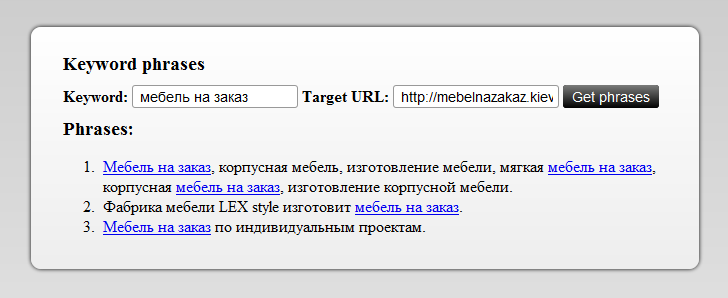 Keyword phrases
Keyword: мебель на заказ Target URL: http://mebelnazakaz.kiev Get phrases
Phrases:
1. Мебель на заказ, корпусная мебель, изготовление мебели, мягкая мебель на заказ,
корпусная мебель на заказ, изготовление корпусной мебели.
2. Фабрика мебели LEX style изготовит мебель на заказ.
3. Мебель на заказ по индивидуальным проектам.